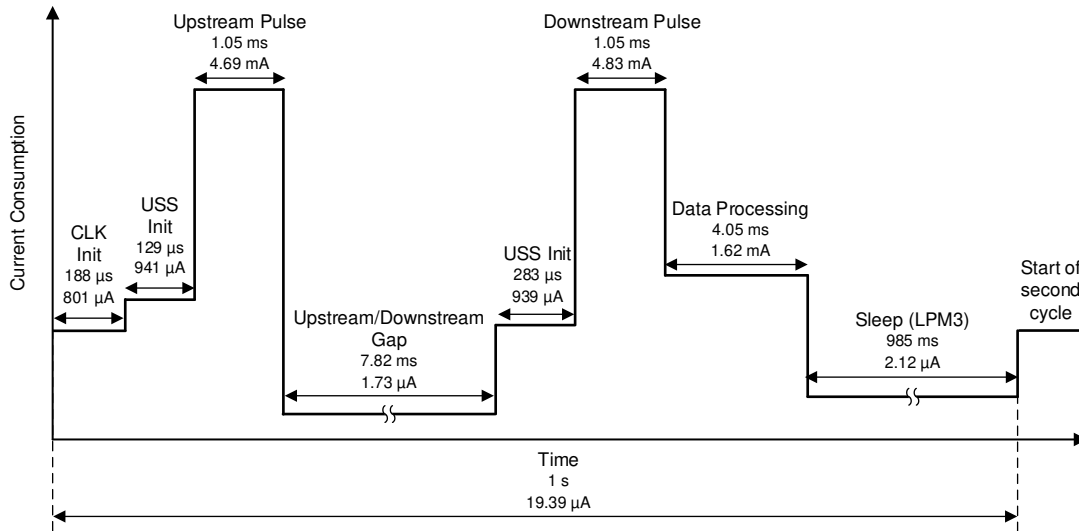 Current Consumption
CLK
Init
188 µs
801 µA
USS
Init
129 µs
941 µA
Upstream Pulse
1.05 ms
4.69 mA
Upstream/Downstream
Gap
7.82 ms
1.73 µA
USS Init
283 µs
939 µA
Downstream Pulse
1.05 ms
4.83 mA
Data Processing
4.05 ms
1.62 mA
Sleep (LPM3)
985 ms
2.12 µA
Start of
second
cycle
Time
1 s
19.39 µA